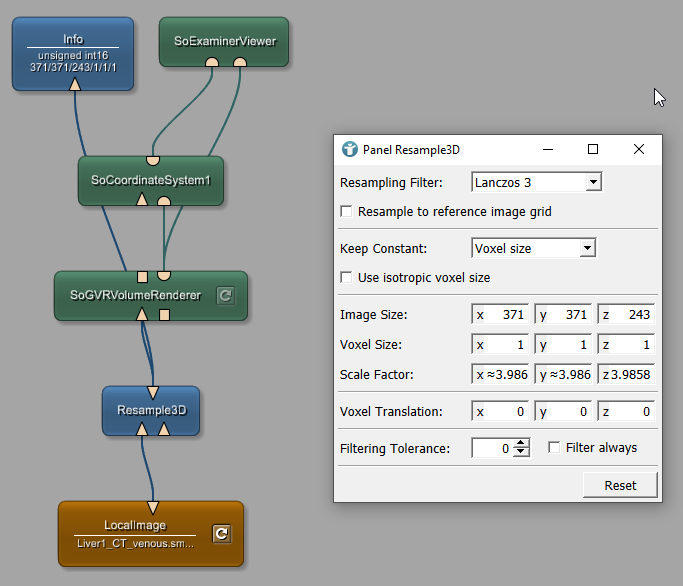 Info
unsigned int16
371/371/243/1/1/1
SoExaminerViewer
SoCoordinateSystem1
SoGVRVolumeRenderer
Resample3D
LocalImage
Liver1_CT_venous.sm...
Panel Resample3D
Resampling Filter: Lanczos 3
Resample to reference image grid
Keep Constant: Voxel size
Use isotropic voxel size
Image Size: x 371 y 371 z 243
Voxel Size: x 1 y 1 z 1
Scale Factor: x ≈3.986 y ≈3.986 z 3.9858
Voxel Translation: x 0 y 0 z 0
Filtering Tolerance: 0 Filter always
Reset